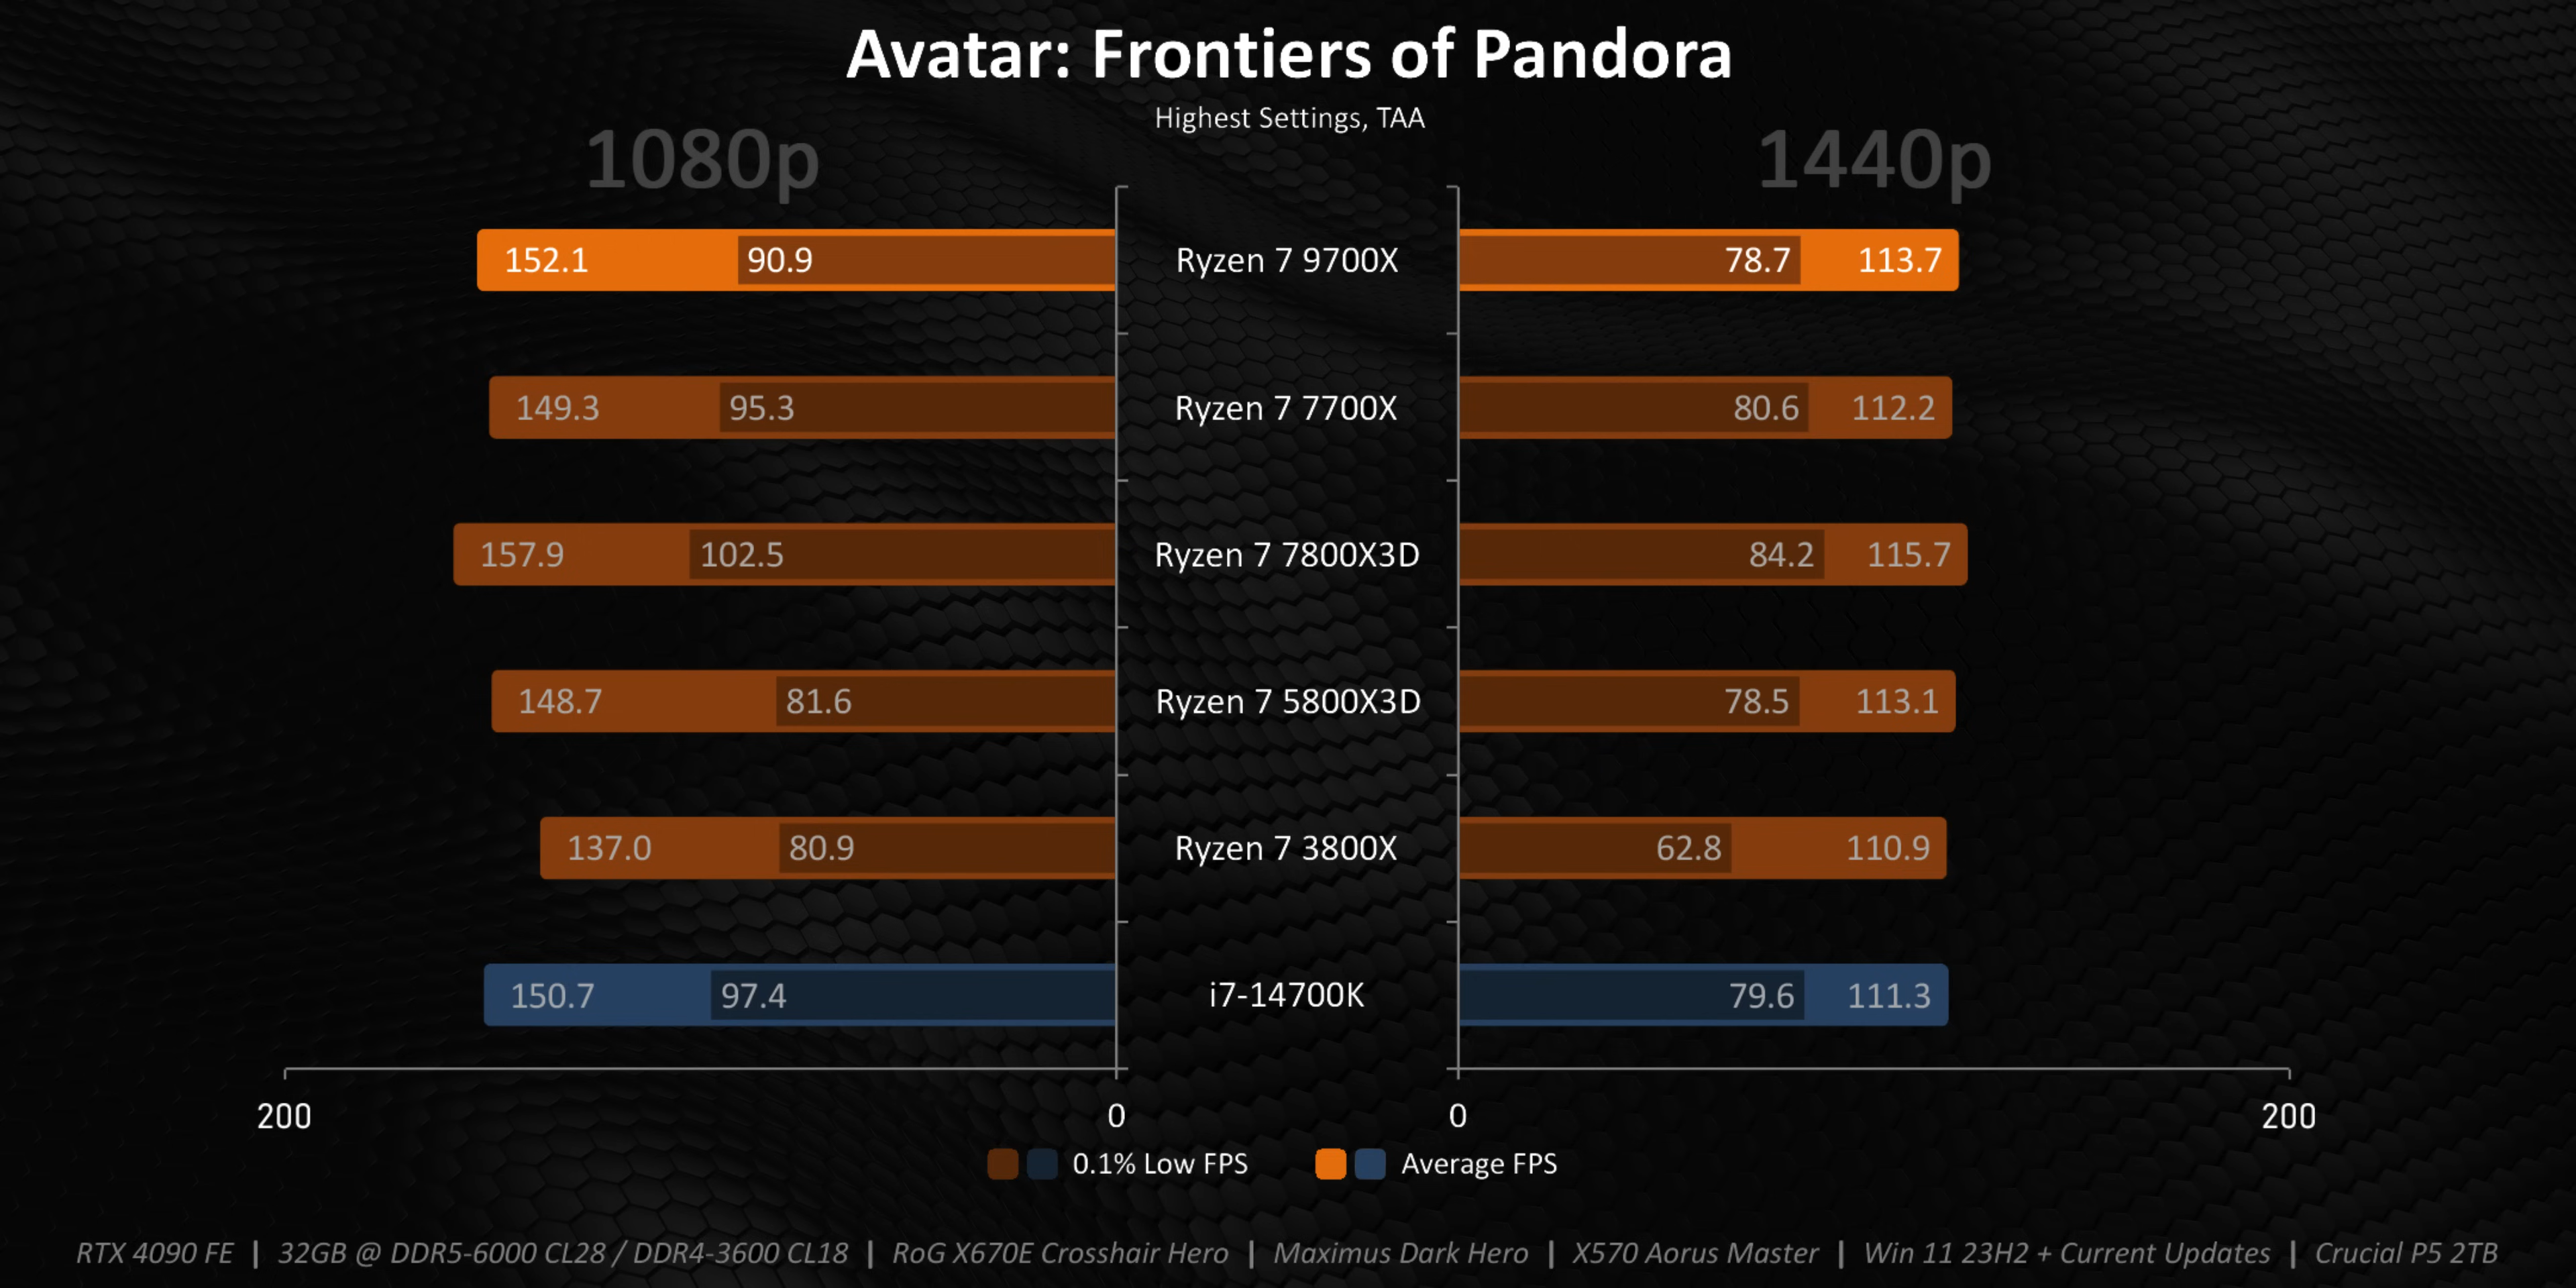 Avatar: Frontiers of Pandora
Highest Settings, TAA
1080p 1440p
152.1 90.9 Ryzen 7 9700X 78.7 113.7
149.3 95.3 Ryzen 7 7700X 80.6 112.2
157.9 102.5 Ryzen 7 7800X3D 84.2 115.7
148.7 81.6 Ryzen 7 5800X3D 78.5 113.1
137.0 80.9 Ryzen 7 3800X 62.8 110.9
150.7 97.4 i7-14700K 79.6 111.3
200 0 0 200
0.1% Low FPS Average FPS
RTX 4090 FE | 32GB @ DDR5-6000 CL28 / DDR4-3600 CL18 | RoG X670E Crosshair Hero | Maximus Dark Hero | X570 Aorus Master | Win 11 23H2 + Current Updates | Crucial P5 2TB